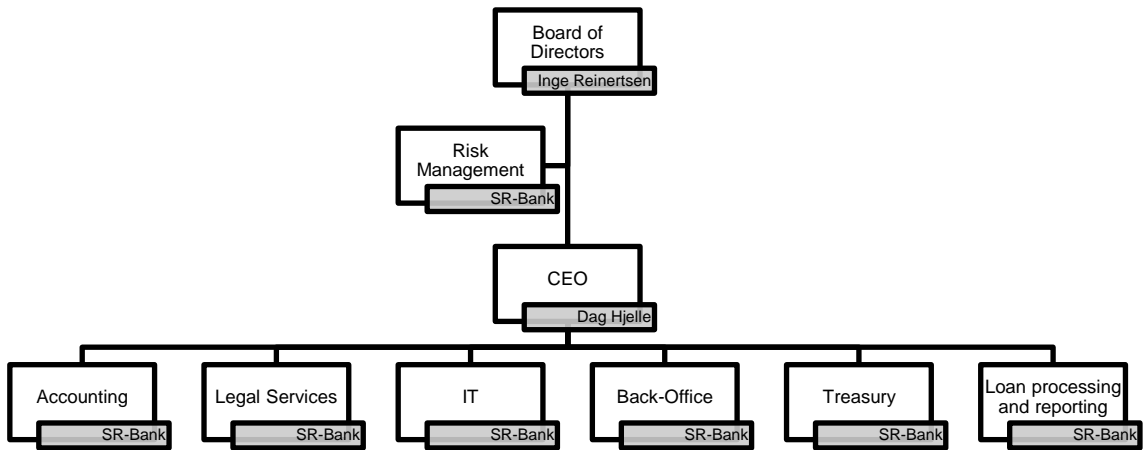 Board of
Directors
Inge Reinertsen
Risk
Management
SR-Bank
CEO
Dag Hjelle
Accounting
SR-Bank
Legal Services
SR-Bank
IT
SR-Bank
Back-Office
SR-Bank
Treasury
SR-Bank
Loan processing
and reporting
SR-Bank